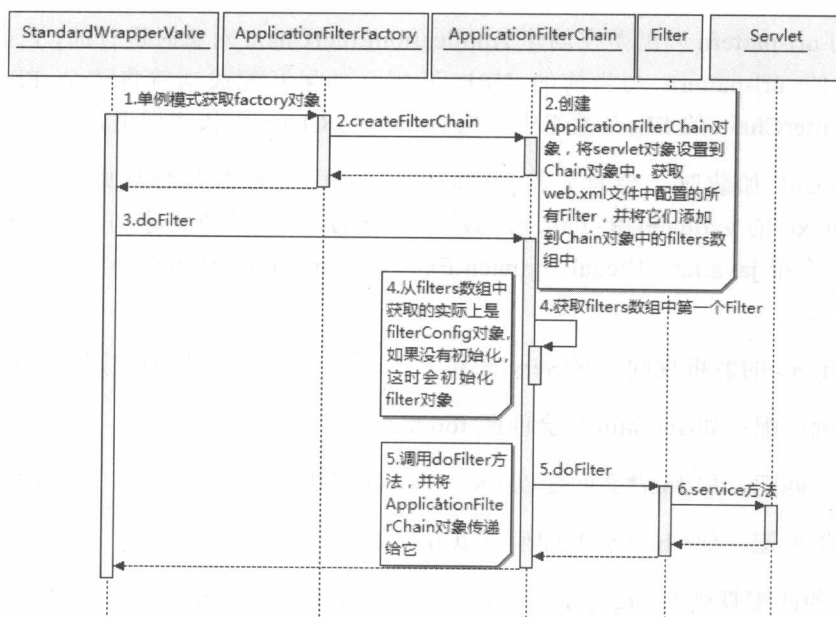 StandardWrapperValve
ApplicationFilterFactory
ApplicationFilterChain
Filter
Servlet
1.单例模式获取factory对象
2.createFilterChain
2.创建
ApplicationFilterChain对
象，将servlet对象设置到
Chain对象中。获取
web.xml文件中配置的所
有Filter，并将它们添加
到Chain对象中的filters数
组中
3.doFilter
4.从filters数组中
获取的实际上是
filterConfig对象，
如果没有初始化，
这时会初始化
filter对象
4.获取filters数组中第一个Filter
5.调用doFilter方
法，并将
ApplicationFilte
rChain对象传递
给它
5.doFilter
6.service方法